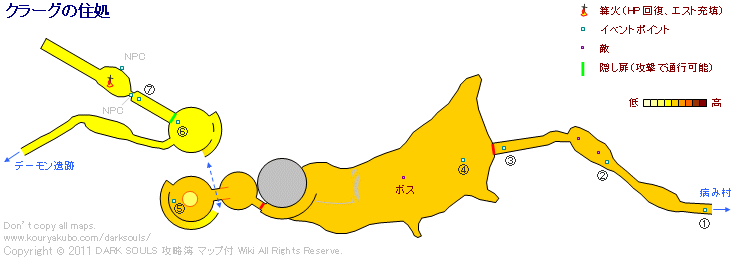 クラーグの住処
篝火(HP回復、エスト充填)
イベントポイント
敵
隠し扉(攻撃で通行可能)
低 高
NPC
⑦
NPC
⑥
デーモン遺跡
③
②
④
ボス
病み村
⑤
①
Don't copy all maps.
www.kouryakubo.com/darksouls/
Copyright © 2011 DARK SOULS 攻略簿 マップ付 Wiki All Rights Reserve.